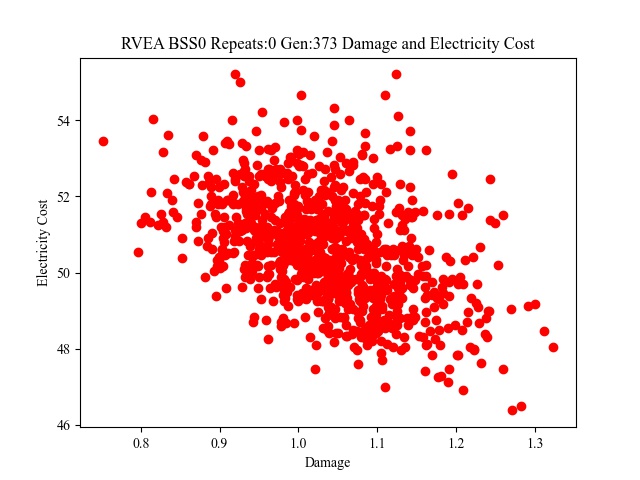 RVEA BSS0 Repeats:0 Gen:373 Damage and Electricity Cost
54
52
50
48
46
Electricity Cost
0.8 0.9 1.0 1.1 1.2 1.3
Damage